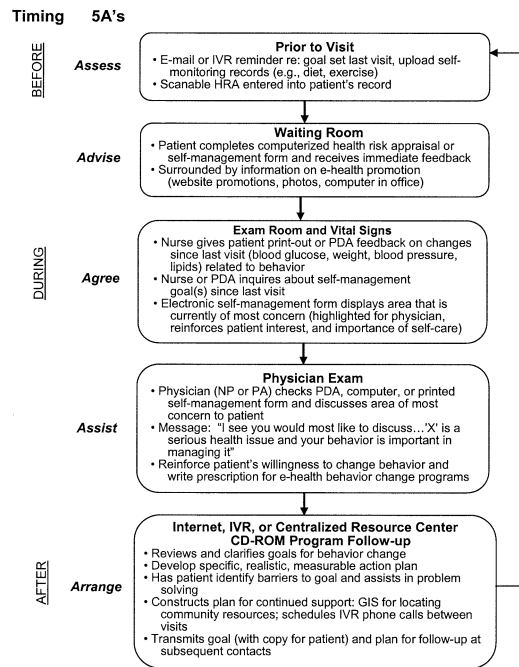 Timing 5A's
BEFORE
Assess
Prior to Visit
• E-mail or IVR reminder re: goal set last visit, upload self-
monitoring records (e.g., diet, exercise)
• Scanable HRA entered into patient's record
Advise
Waiting Room
• Patient completes computerized health risk appraisal or
self-management form and receives immediate feedback
• Surrounded by information on e-health promotion
(website promotions, photos, computer in office)
DURING
Agree
Exam Room and Vital Signs
• Nurse gives patient print-out or PDA feedback on changes
since last visit (blood glucose, weight, blood pressure,
lipids) related to behavior
• Nurse or PDA inquires about self-management
goal(s) since last visit
• Electronic self-management form displays area that is
currently of most concern (highlighted for physician,
reinforces patient interest, and importance of self-care)
Assist
Physician Exam
• Physician (NP or PA) checks PDA, computer, or printed
self-management form and discusses area of most
concern to patient
• Message: "I see you would most like to discuss…'X' is a
serious health issue and your behavior is important in
managing it"
• Reinforce patient's willingness to change behavior and
write prescription for e-health behavior change programs
AFTER
Arrange
Internet, IVR, or Centralized Resource Center
CD-ROM Program Follow-up
• Reviews and clarifies goals for behavior change
• Develop specific, realistic, measurable action plan
• Has patient identify barriers to goal and assists in problem
solving
• Constructs plan for continued support: GIS for locating
community resources; schedules IVR phone calls between
visits
• Transmits goal (with copy for patient) and plan for follow-up at
subsequent contacts